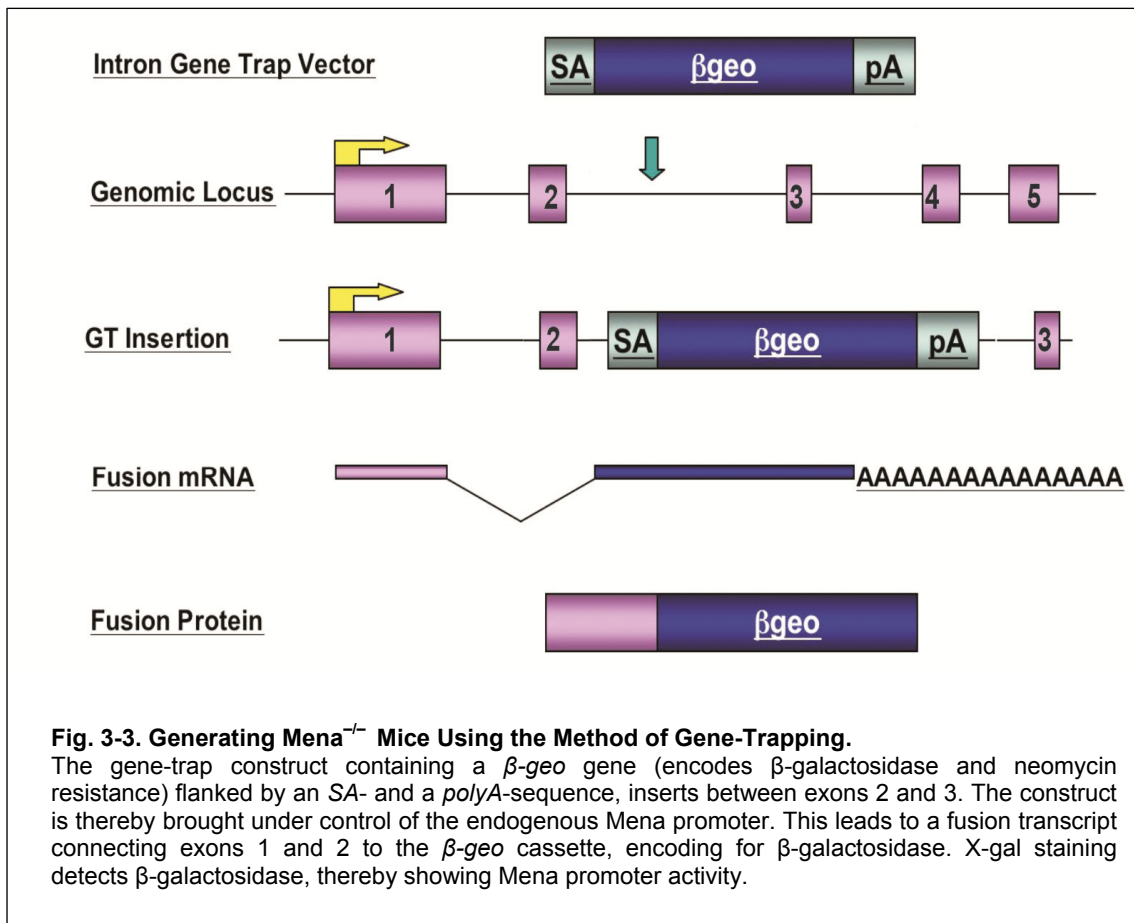 Intron Gene Trap Vector
SA βgeo pA
Genomic Locus
1 2 3 4 5
GT Insertion
1 2 SA βgeo pA 3
Fusion mRNA
AAAAAAAAAAAAAAA
Fusion Protein
βgeo
Fig. 3-3. Generating Mena–/– Mice Using the Method of Gene-Trapping.
The gene-trap construct containing a β-geo gene (encodes β-galactosidase and neomycin
resistance) flanked by an SA- and a polyA-sequence, inserts between exons 2 and 3. The construct
is thereby brought under control of the endogenous Mena promoter. This leads to a fusion transcript
connecting exons 1 and 2 to the β-geo cassette, encoding for β-galactosidase. X-gal staining
detects β-galactosidase, thereby showing Mena promoter activity.